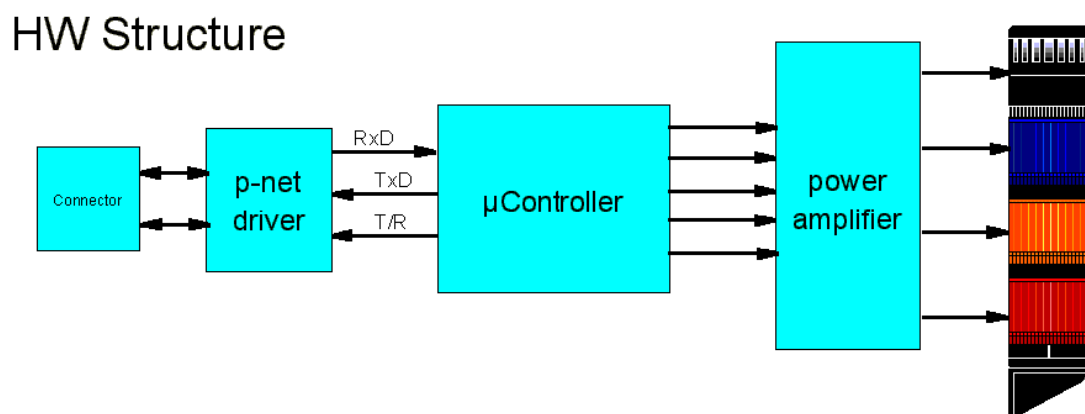 HW Structure
Connector
p-net
driver
RxD
TxD
T/R
µController
power
amplifier